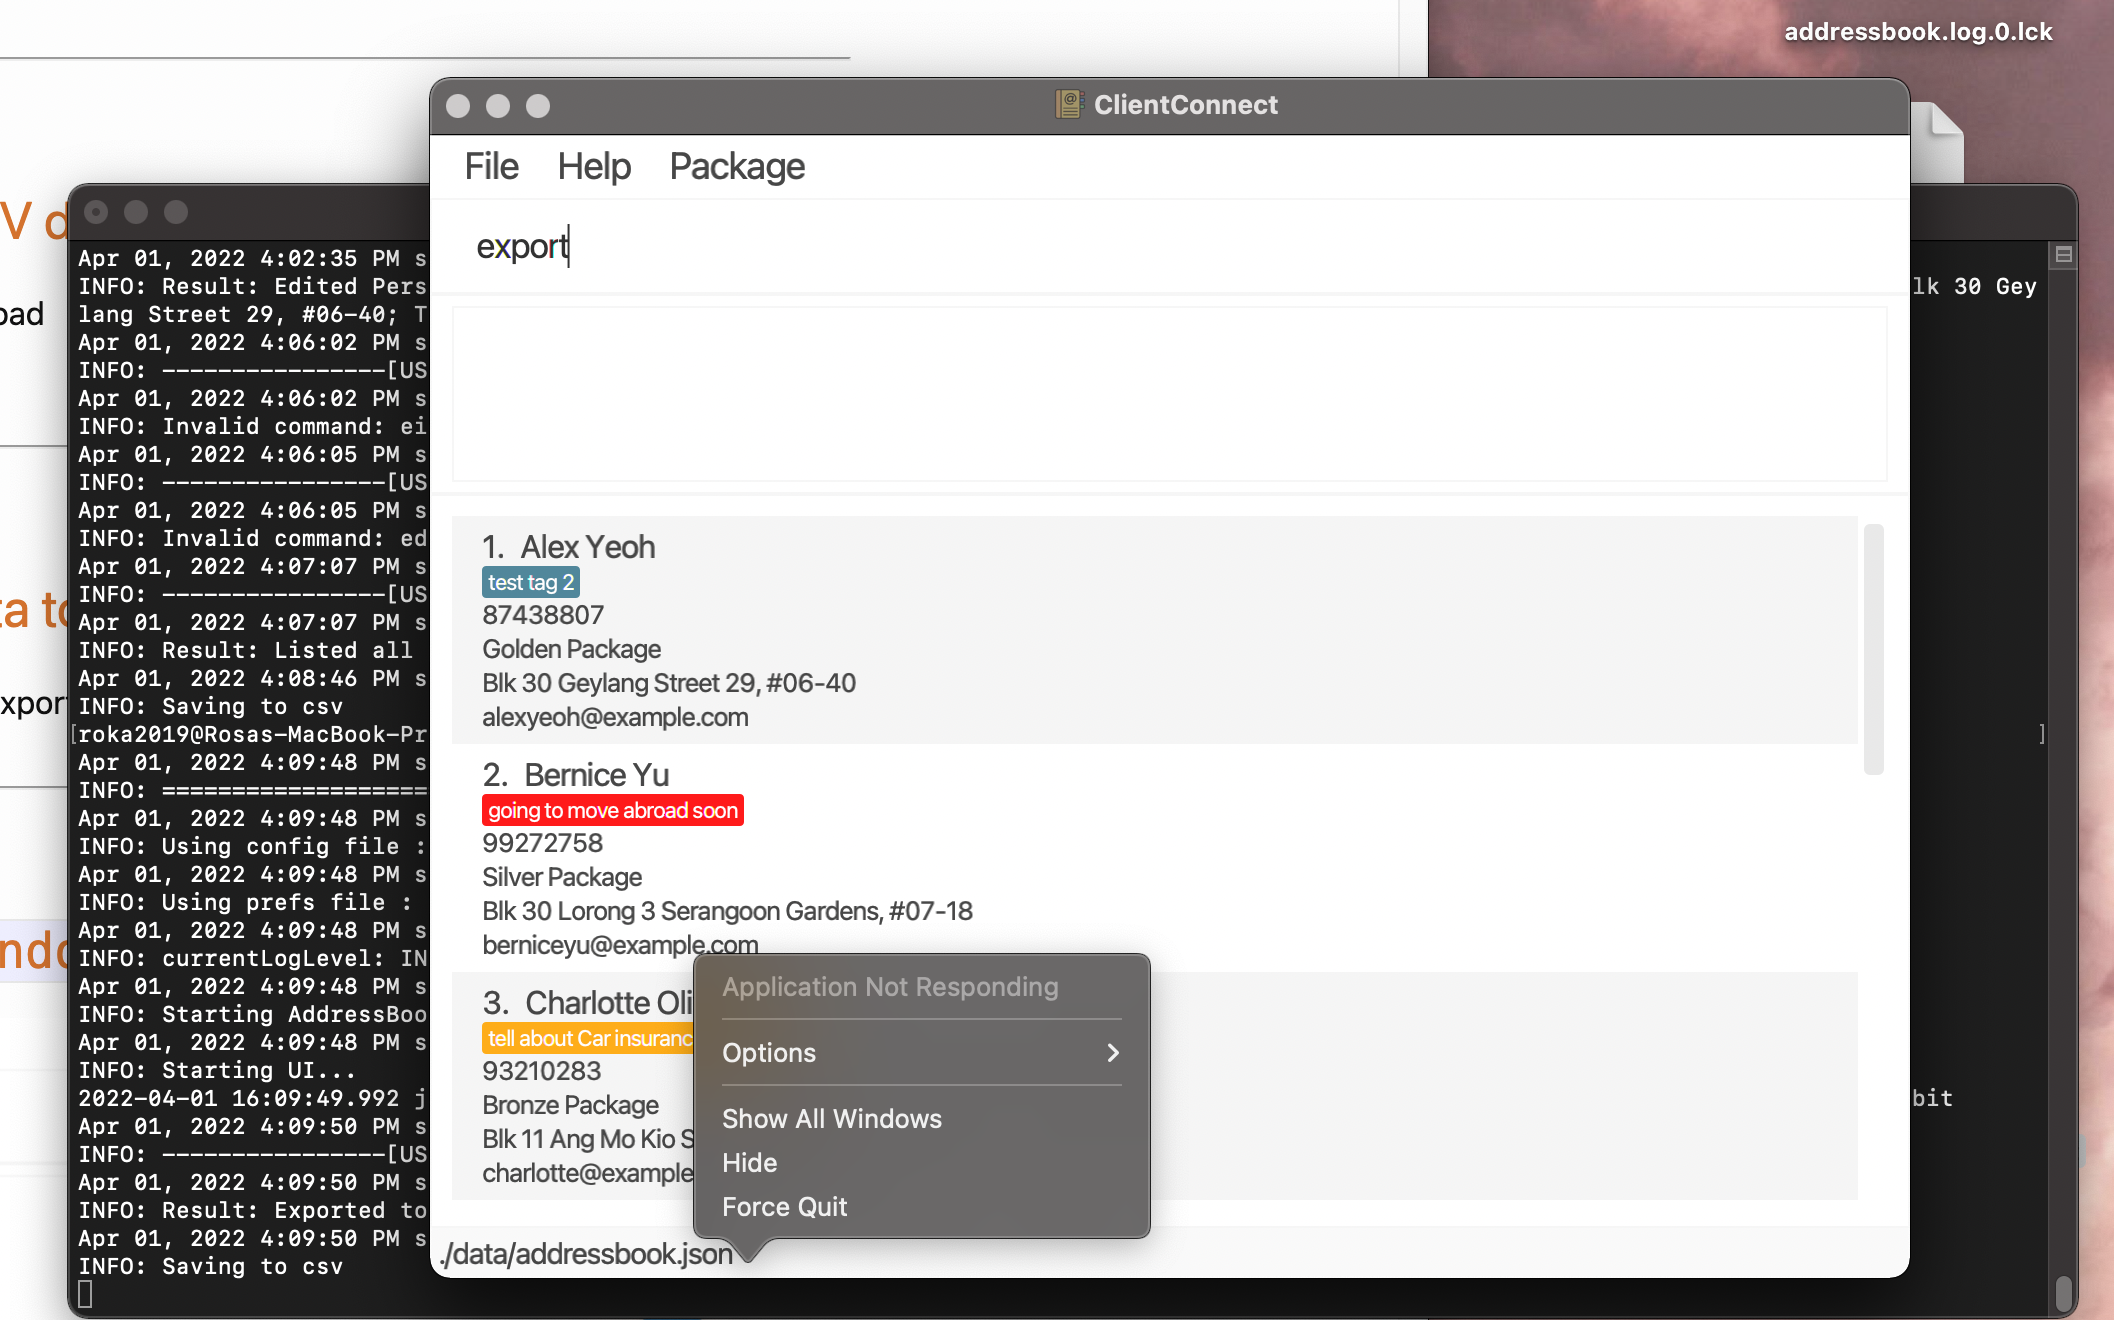 addressbook.log.0.lck
ClientConnect
File Help Package
export
V d
oad
ta to
xport
ndo
Apr 01, 2022 4:02:35 PM s
INFO: Result: Edited Pers
lk 30 Gey
lang Street 29, #06-40; T
Apr 01, 2022 4:06:02 PM s
INFO: ----------------[US
Apr 01, 2022 4:06:02 PM s
INFO: Invalid command: ei
Apr 01, 2022 4:06:05 PM s
INFO: ----------------[US
Apr 01, 2022 4:06:05 PM s
INFO: Invalid command: ed
Apr 01, 2022 4:07:07 PM s
INFO: ----------------[US
Apr 01, 2022 4:07:07 PM s
INFO: Result: Listed all
Apr 01, 2022 4:08:46 PM s
INFO: Saving to csv
[roka2019@Rosas-MacBook-Pr ]
Apr 01, 2022 4:09:48 PM s
INFO: ===================
Apr 01, 2022 4:09:48 PM s
INFO: Using config file :
Apr 01, 2022 4:09:48 PM s
INFO: Using prefs file :
Apr 01, 2022 4:09:48 PM s
INFO: currentLogLevel: IN
Apr 01, 2022 4:09:48 PM s
INFO: Starting AddressBoo
Apr 01, 2022 4:09:48 PM s
INFO: Starting UI...
2022-04-01 16:09:49.992 j
bit
Apr 01, 2022 4:09:50 PM s
INFO: ----------------[US
Apr 01, 2022 4:09:50 PM s
INFO: Result: Exported to
Apr 01, 2022 4:09:50 PM s
INFO: Saving to csv
1. Alex Yeoh
test tag 2
87438807
Golden Package
Blk 30 Geylang Street 29, #06-40
alexyeoh@example.com
2. Bernice Yu
going to move abroad soon
99272758
Silver Package
Blk 30 Lorong 3 Serangoon Gardens, #07-18
berniceyu@example.com
3. Charlotte Oli
tell about Car insuranc
93210283
Bronze Package
Blk 11 Ang Mo Kio S
charlotte@example
Application Not Responding
Options
Show All Windows
Hide
Force Quit
./data/addressbook.json